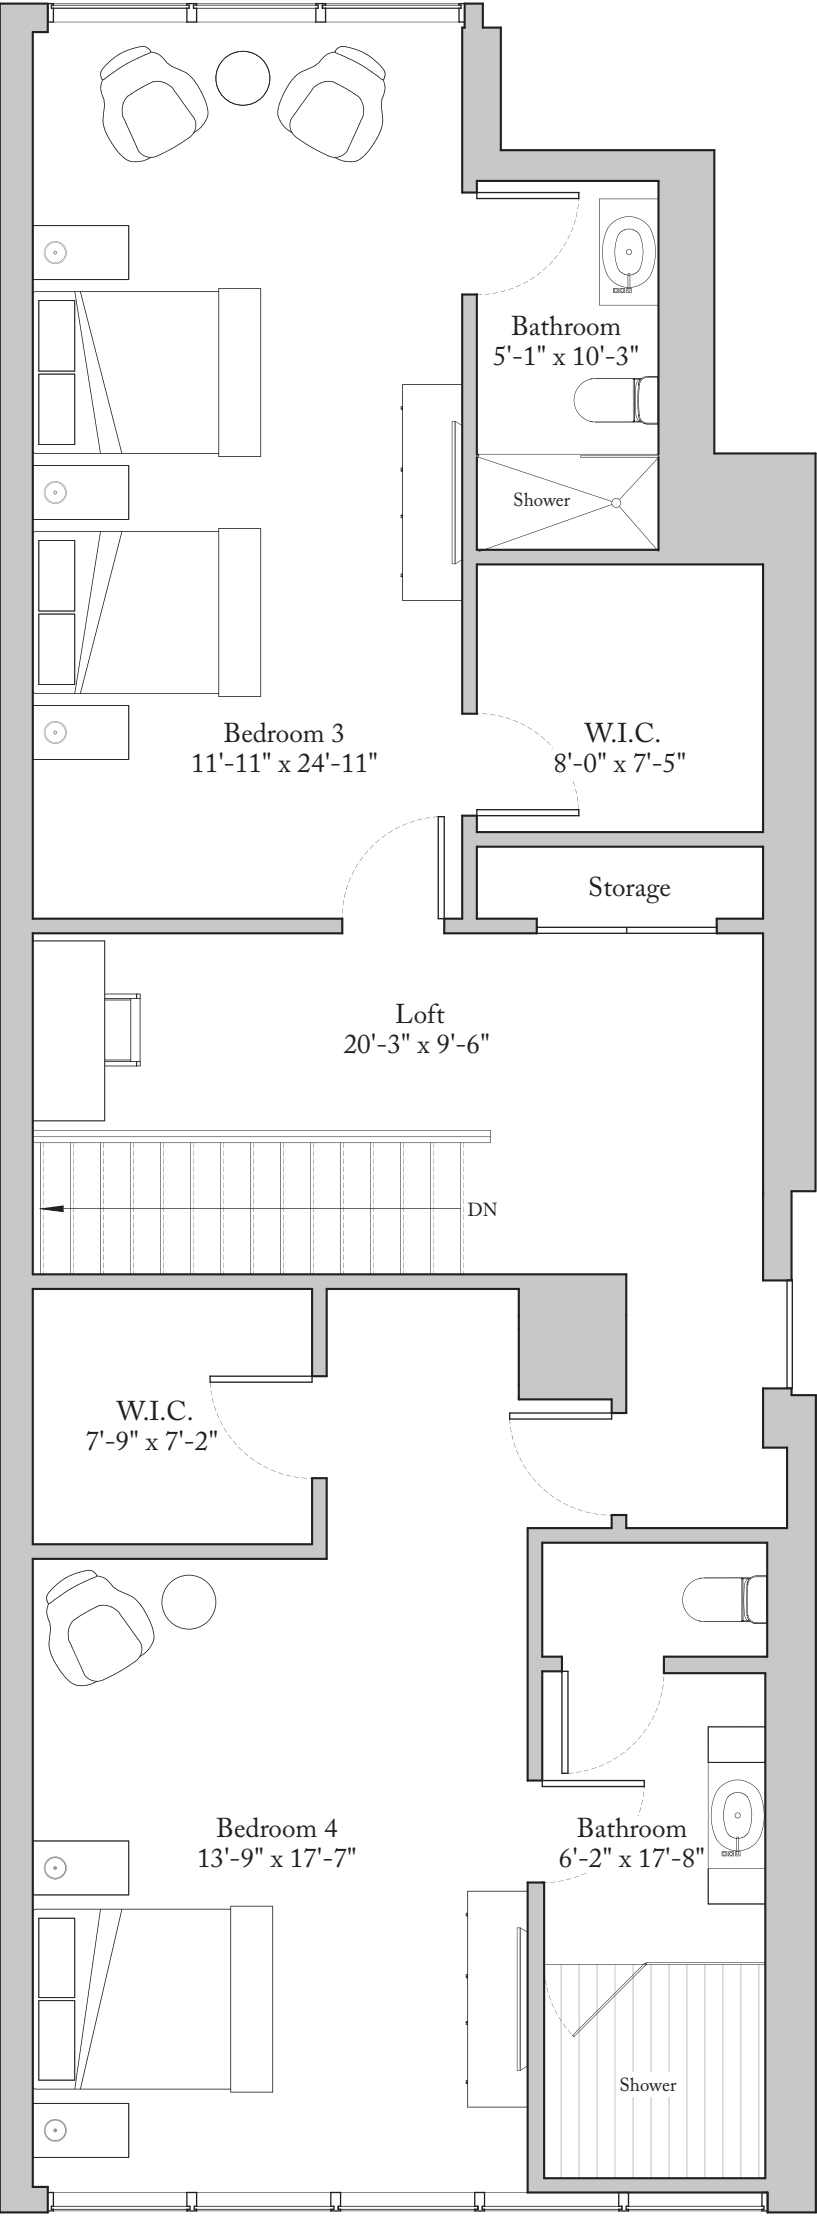 Bathroom
5'-1" x 10'-3"
Shower
Bedroom 3
11'-11" x 24'-11"
W.I.C.
8'-0" x 7'-5"
Storage
Loft
20'-3" x 9'-6"
DN
W.I.C.
7'-9" x 7'-2"
Bedroom 4
13'-9" x 17'-7"
Bathroom
6'-2" x 17'-8"
Shower